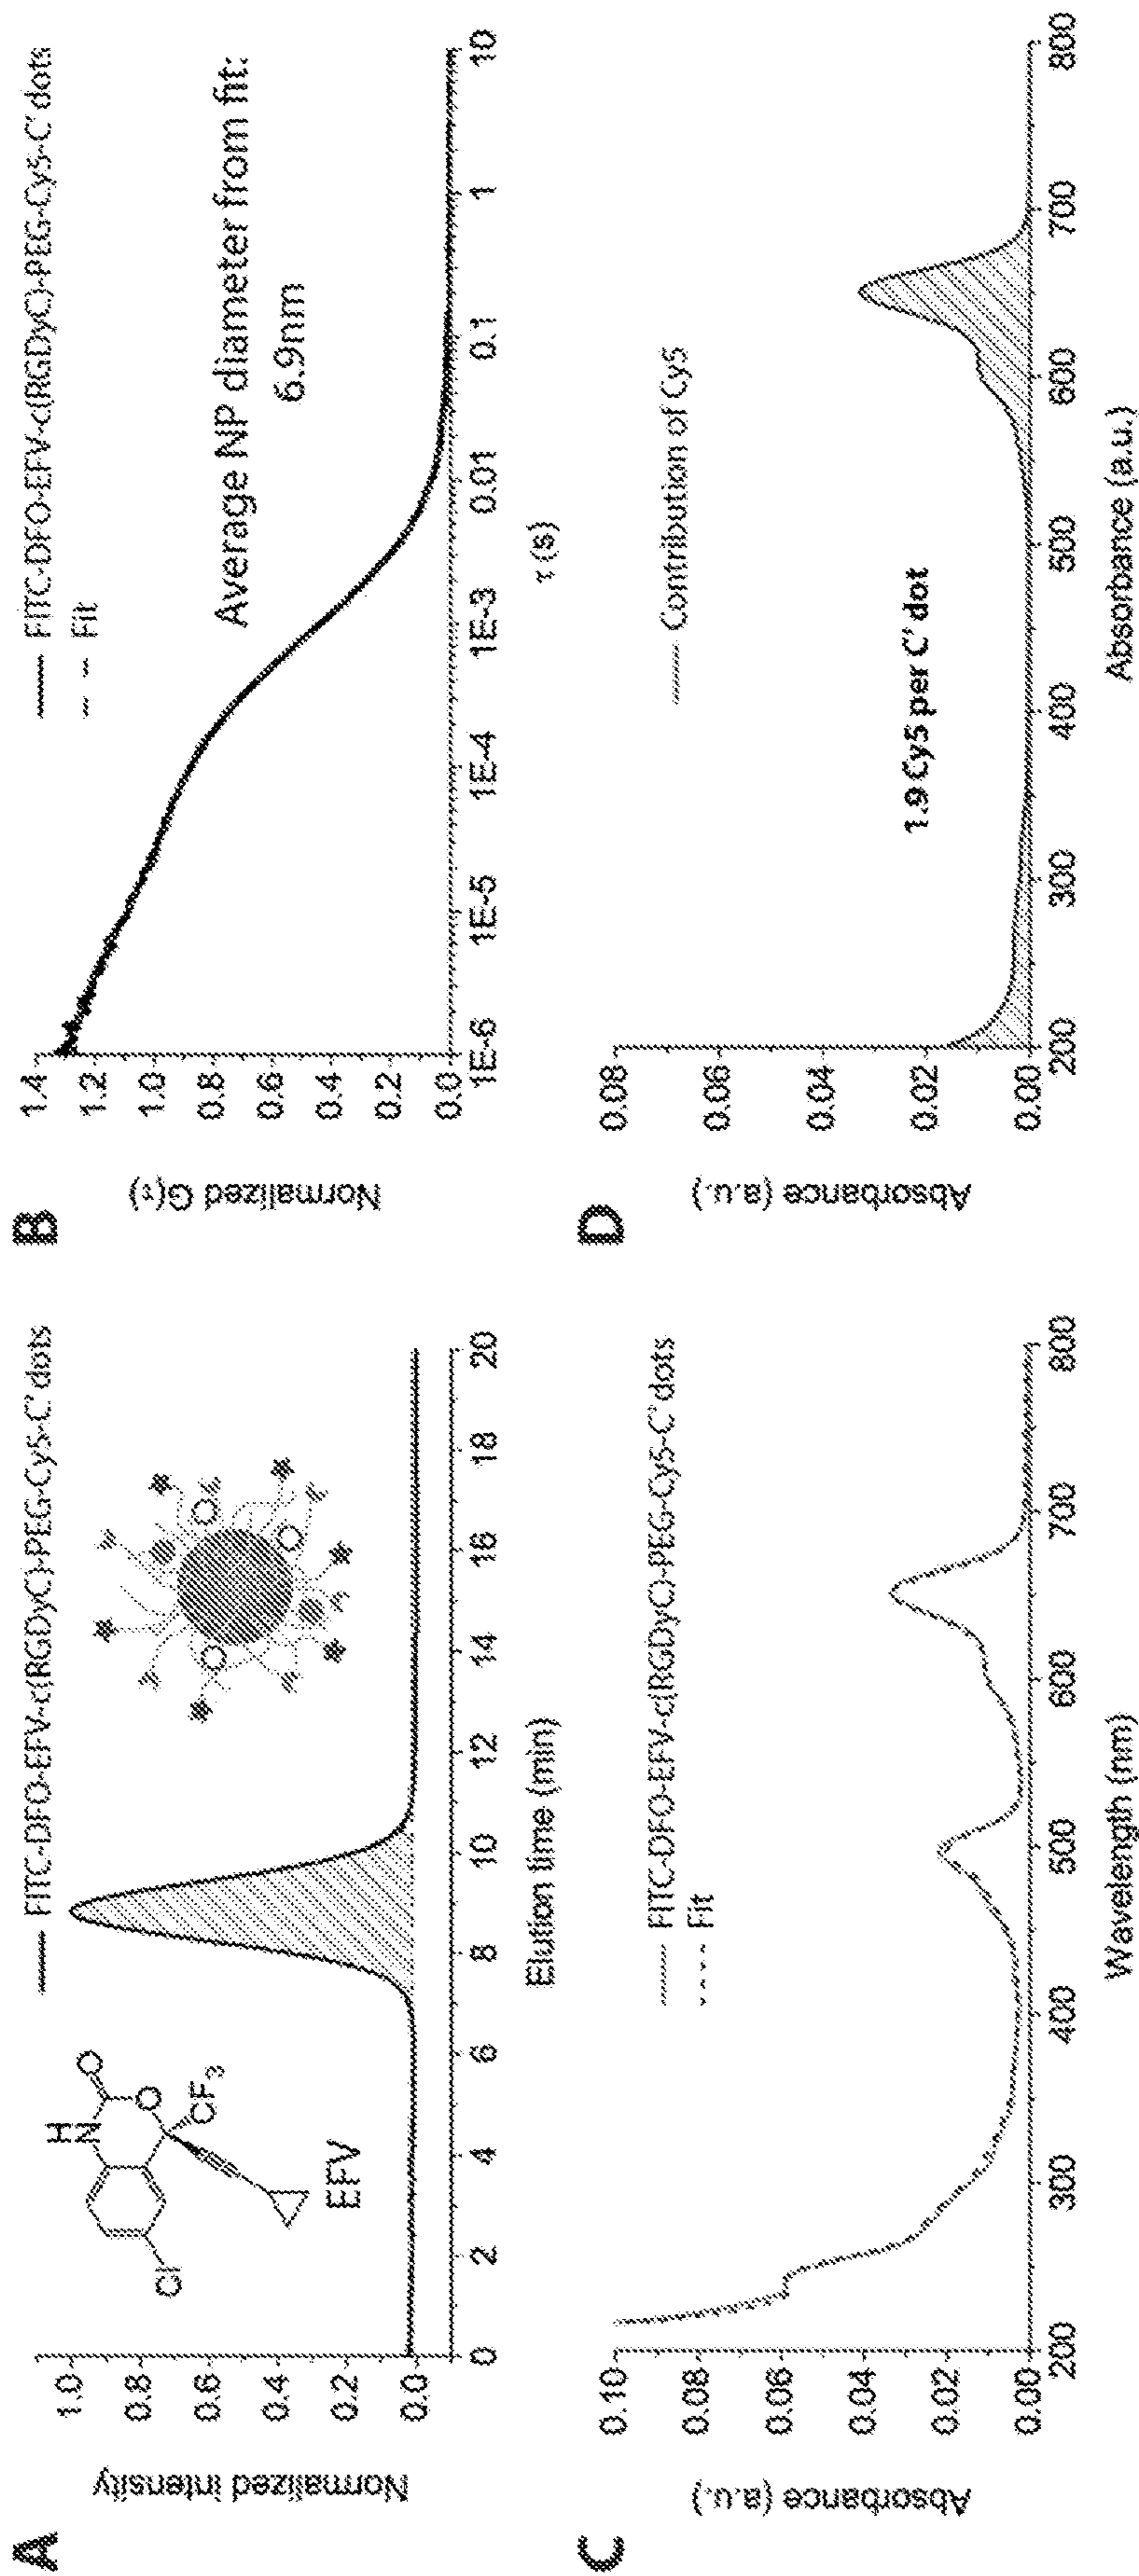 A
FITC-DFO-EFV-c(RGDyC)-PEG-Cy5-C' dots
Normalized intensity
1.0
0.8
0.6
0.4
0.2
0.0
Cl
H
N
O
O
CF3
EFV
0 2 4 6 8 10 12 14 16 18 20
Elution time (min)
B
FITC-DFO-EFV-c(RGDyC)-PEG-Cy5-C' dots
Fit
Average NP diameter from fit:
6.9nm
Normalized G(τ)
1.4
1.2
1.0
0.8
0.6
0.4
0.2
0.0
1E-6 1E-5 1E-4 1E-3 0.01 0.1 1 10
τ (s)
C
FITC-DFO-EFV-c(RGDyC)-PEG-Cy5-C' dots
Fit
Absorbance (a.u.)
0.10
0.08
0.06
0.04
0.02
0.00
200 300 400 500 600 700 800
Wavelength (nm)
D
Contribution of Cy5
1.9 Cy5 per C' dot
Absorbance (a.u.)
0.08
0.06
0.04
0.02
0.00
200 300 400 500 600 700 800
Absorbance (a.u.)